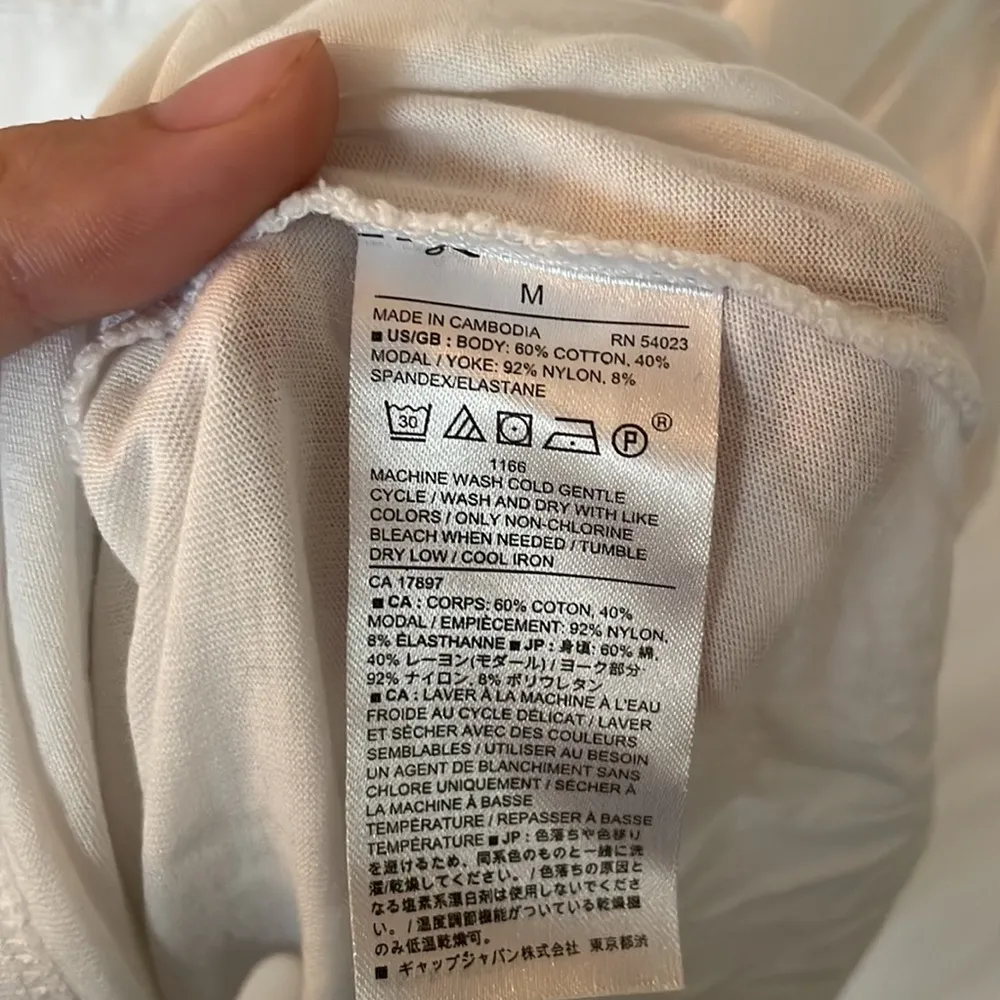 M
MADE IN CAMBODIA RN 54023
■ US/GB : BODY: 60% COTTON, 40%
MODAL / YOKE: 92% NYLON, 8%
SPANDEX/ELASTANE
30 P ®
1166
MACHINE WASH COLD GENTLE
CYCLE / WASH AND DRY WITH LIKE
COLORS / ONLY NON-CHLORINE
BLEACH WHEN NEEDED / TUMBLE
DRY LOW / COOL IRON
CA 17897
■ CA : CORPS: 60% COTON, 40%
MODAL / EMPIÈCEMENT: 92% NYLON,
8% ÉLASTHANNE ■ JP : 身頃: 60% 綿,
40% レーヨン(モダール) / ヨーク部分
92% ナイロン, 8% ポリウレタン
■ CA : LAVER À LA MACHINE À L'EAU
FROIDE AU CYCLE DÉLICAT / LAVER
ET SÉCHER AVEC DES COULEURS
SEMBLABLES / UTILISER AU BESOIN
UN AGENT DE BLANCHIMENT SANS
CHLORE UNIQUEMENT / SÉCHER À
LA MACHINE À BASSE
TEMPÉRATURE / REPASSER À BASSE
TEMPÉRATURE ■ JP : 色落ちや色移り
を避けるため、同系色のものと一緒に洗
濯/乾燥してください。/ 色落ちの原因と
なる塩素系漂白剤は使用しないでくださ
い。/ 温度調節機能がついている乾燥機
のみ低温乾燥可。
■ ギャップジャパン株式会社 東京都渋